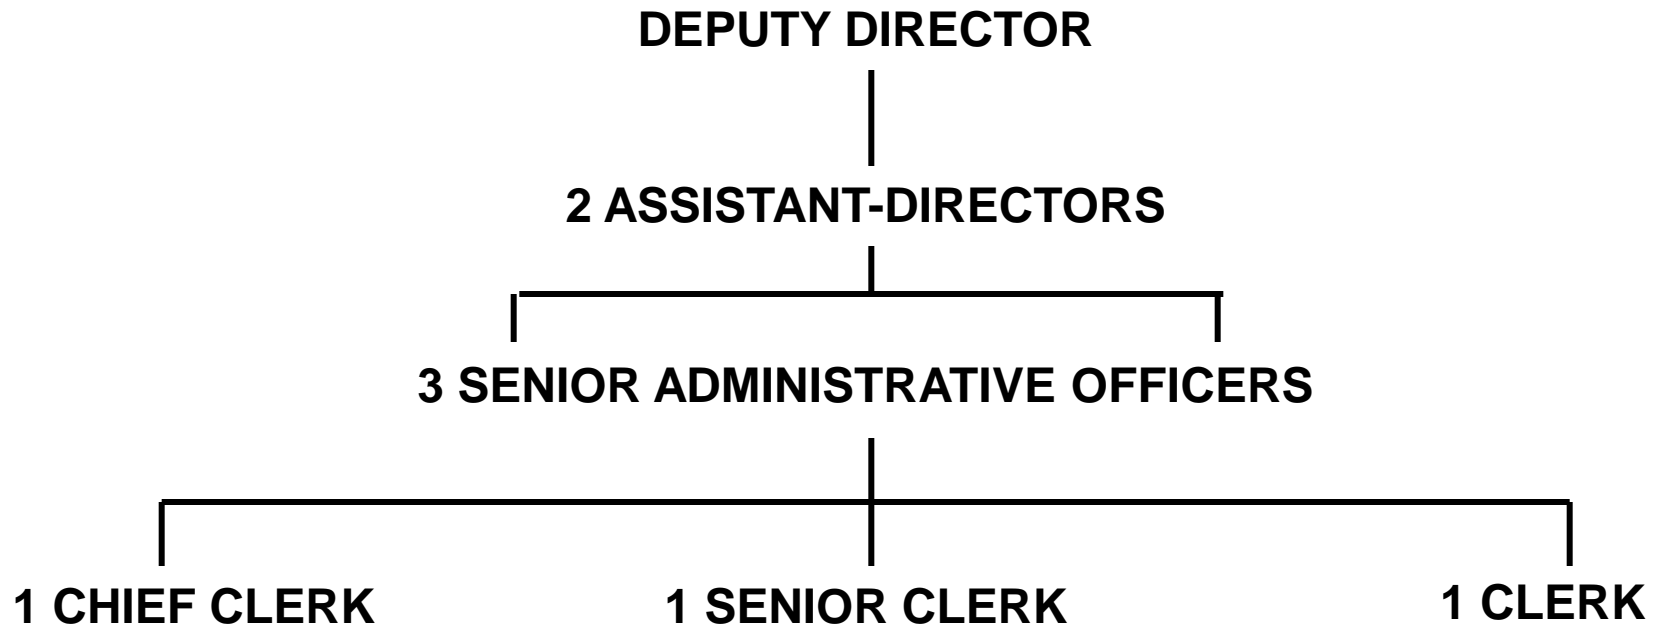 DEPUTY DIRECTOR
2 ASSISTANT-DIRECTORS
3 SENIOR ADMINISTRATIVE OFFICERS
1 CHIEF CLERK
1 SENIOR CLERK
1 CLERK